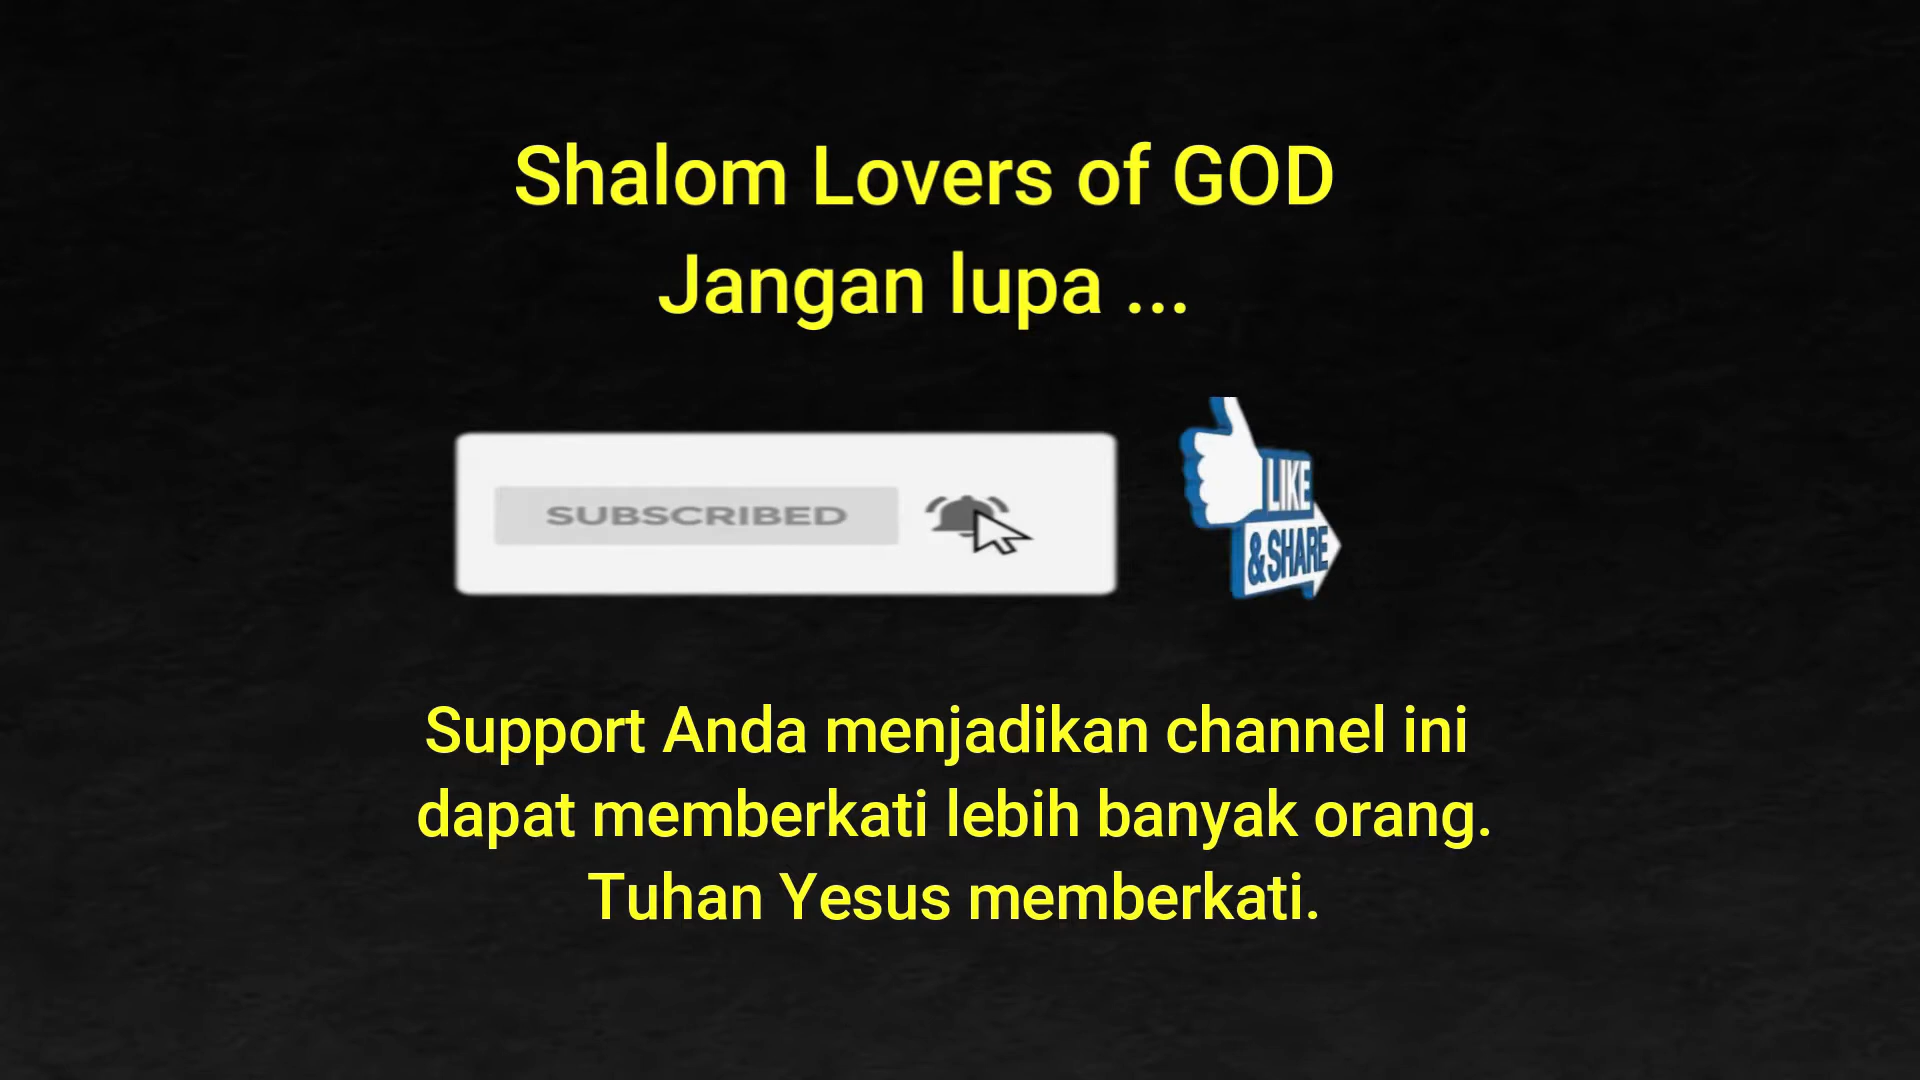 Shalom Lovers of GOD
Jangan lupa ...
SUBSCRIBED
LIKE
& SHARE
Support Anda menjadikan channel ini
dapat memberkati lebih banyak orang.
Tuhan Yesus memberkati.